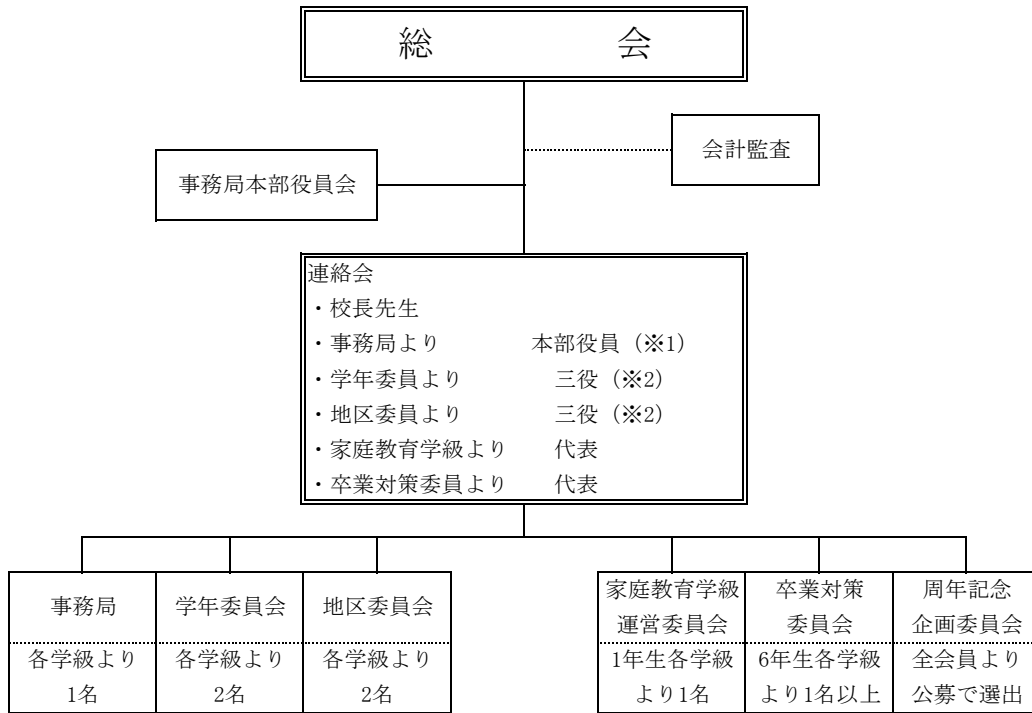 総 会
会計監査
事務局本部役員会
連絡会
・校長先生
・事務局より 本部役員（※1）
・学年委員より 三役（※2）
・地区委員より 三役（※2）
・家庭教育学級より 代表
・卒業対策委員より 代表
事務局
各学級より
1名
学年委員会
各学級より
2名
地区委員会
各学級より
2名
家庭教育学級
運営委員会
1年生各学級
より1名
卒業対策
委員会
6年生各学級
より1名以上
周年記念
企画委員会
全会員より
公募で選出